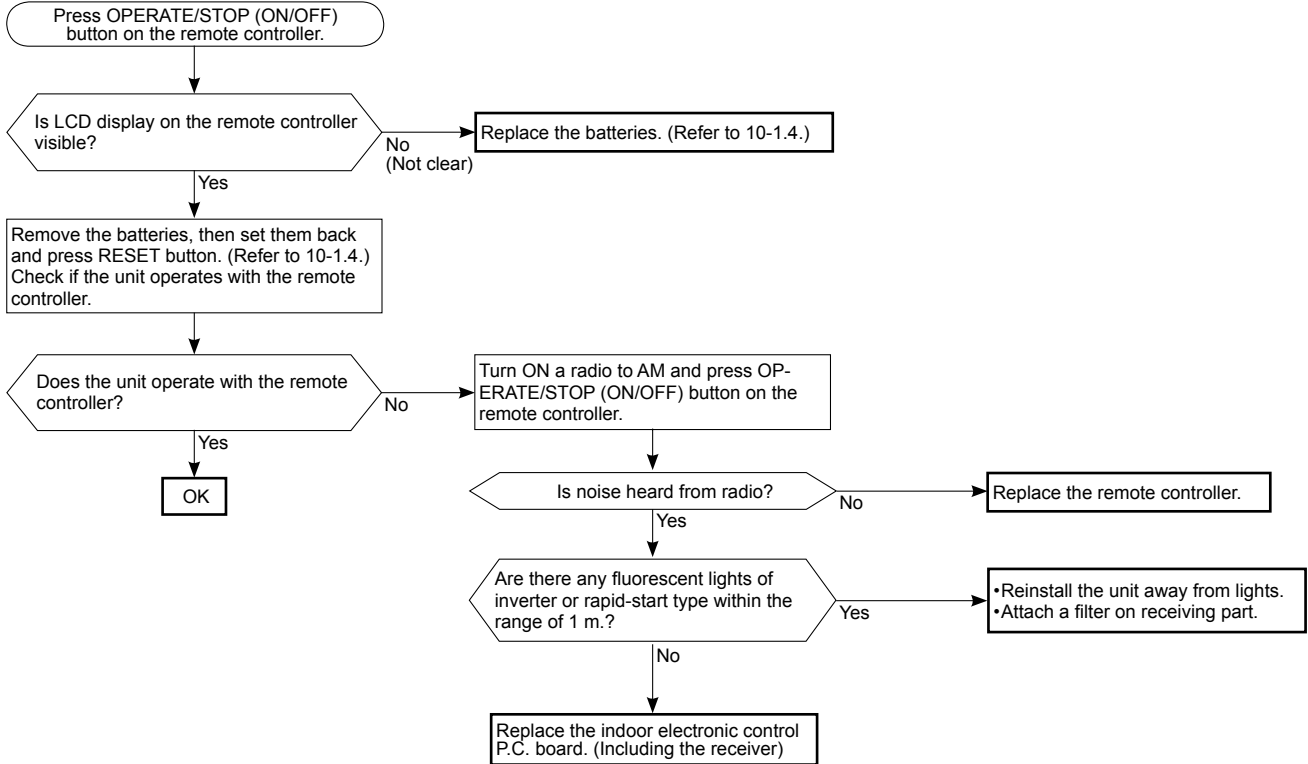 Press OPERATE/STOP (ON/OFF)
button on the remote controller.
Is LCD display on the remote controller
visible?
No
(Not clear)
Replace the batteries. (Refer to 10-1.4.)
Yes
Remove the batteries, then set them back
and press RESET button. (Refer to 10-1.4.)
Check if the unit operates with the remote
controller.
Does the unit operate with the remote
controller?
No
Turn ON a radio to AM and press OP-
ERATE/STOP (ON/OFF) button on the
remote controller.
Yes
OK
Is noise heard from radio?
No
Replace the remote controller.
Yes
Are there any fluorescent lights of
inverter or rapid-start type within the
range of 1 m.?
Yes
•Reinstall the unit away from lights.
•Attach a filter on receiving part.
No
Replace the indoor electronic control
P.C. board. (Including the receiver)